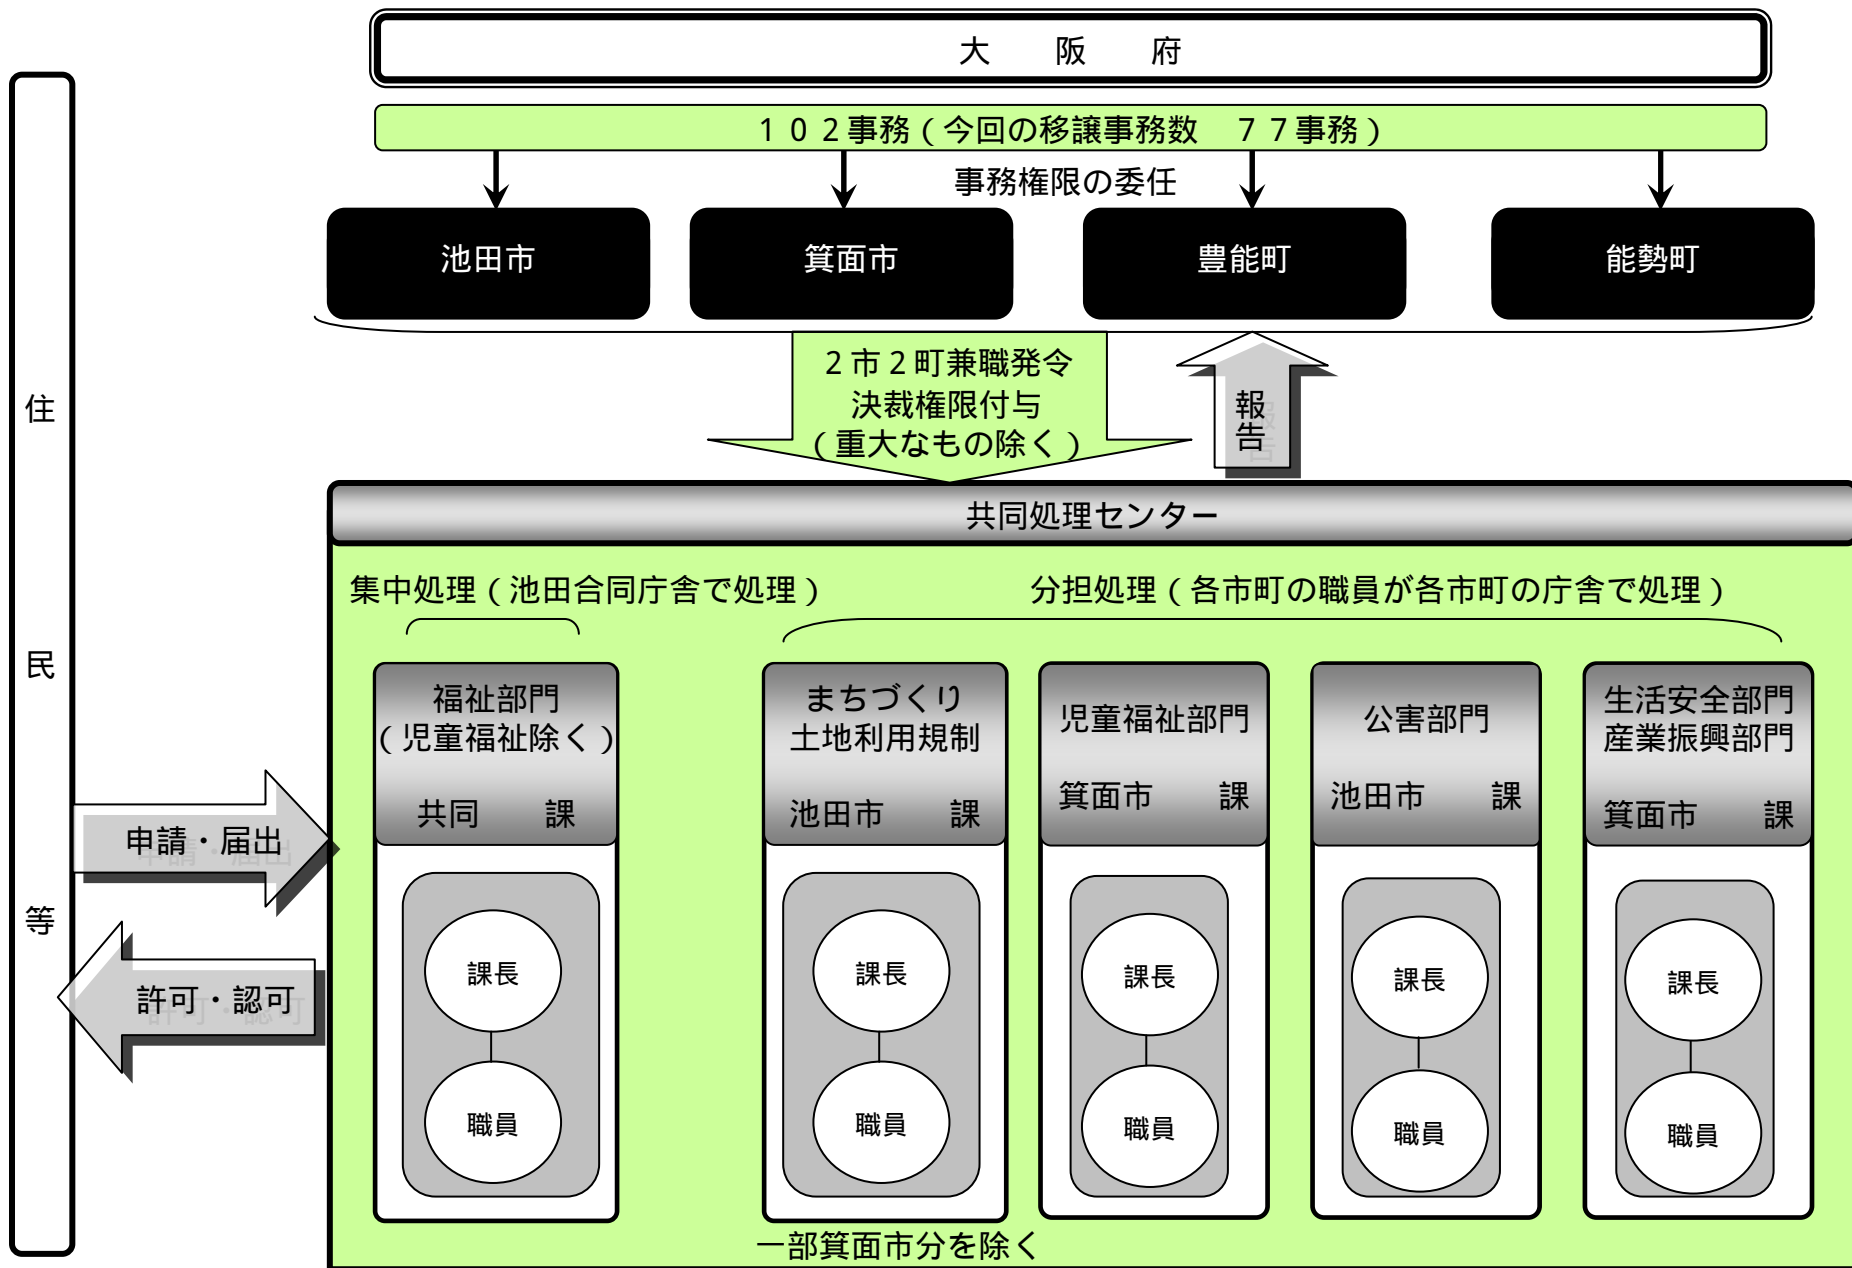 大　阪　府
１０２事務（今回の移譲事務数　７７事務）
事務権限の委任
池田市
箕面市
豊能町
能勢町
２市２町兼職発令
決裁権限付与
（重大なもの除く）
報告
共同処理センター
集中処理（池田合同庁舎で処理）
分担処理（各市町の職員が各市町の庁舎で処理）
福祉部門
（児童福祉除く）
共同　　課
まちづくり
土地利用規制
池田市　　課
児童福祉部門
箕面市　　課
公害部門
池田市　　課
生活安全部門
産業振興部門
箕面市　　課
課長
職員
課長
職員
課長
職員
課長
職員
課長
職員
一部箕面市分を除く
住民等
申請・届出
許可・認可